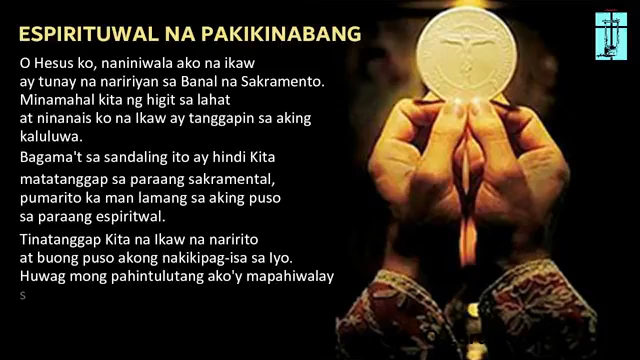 ESPIRITUWAL NA PAKIKINABANG
O Hesus ko, naniniwala ako na ikaw
ay tunay na naririyan sa Banal na Sakramento.
Minamahal kita ng higit sa lahat
at ninanais ko na Ikaw ay tanggapin sa aking
kaluluwa.
Bagama't sa sandaling ito ay hindi Kita
matatanggap sa paraang sakramental,
pumarito ka man lamang sa aking puso
sa paraang espiritwal.
Tinatanggap Kita na Ikaw na naririto
at buong puso akong nakikipag-isa sa Iyo.
Huwag mong pahintulutang ako'y mapahiwalay
s